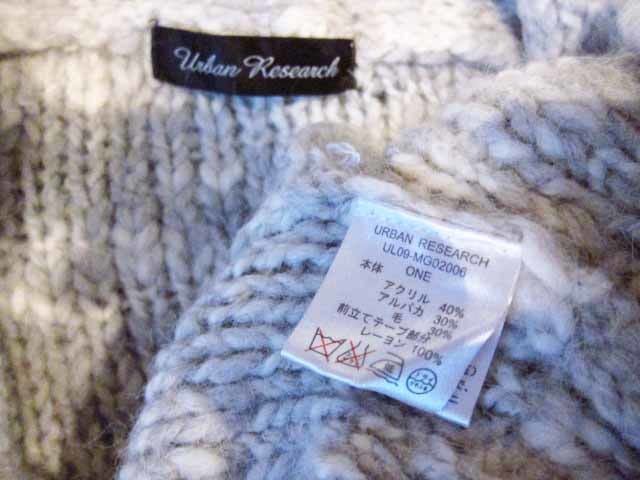 Urban Research
URBAN RESEARCH
UL09-MG02006
本体 ONE
アクリル 40%
アルパカ 30%
毛 30%
前立てテープ部分
レーヨン 100%